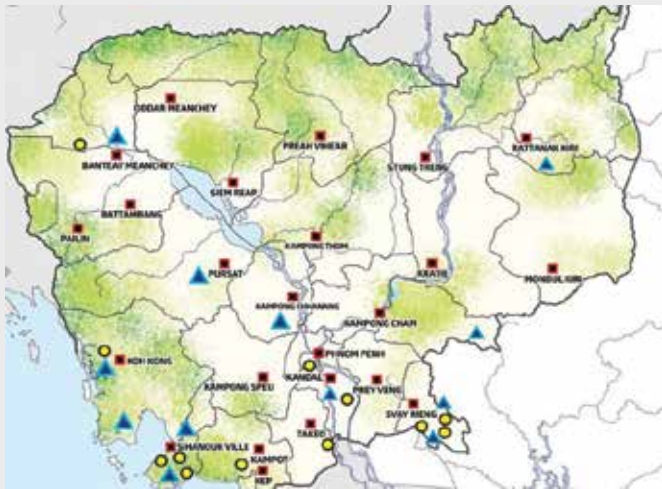 ODDAR MEANCHEY
BANTEAY MEANCHEY
PREAH VIHEAR
STUNG TRENG
RATTANAK KIRI
SIEM REAP
BATTAMBANG
PAILIN
KAMPONG THOM
PURSAT
KRATIE
MONDUL KIRI
KAMPONG CHHNANG
KAMPONG CHAM
KOH KONG
PHNOM PENH
KAMPONG SPEU
KANDAL
PREY VENG
SVAY RIENG
TAKEO
SIHANOUK VILLE
KAMPOT
KEP